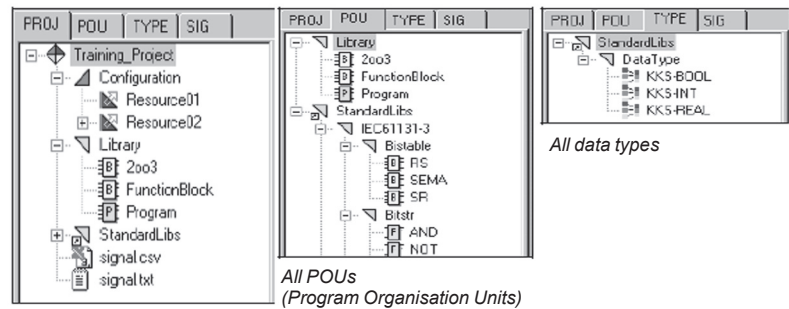 PROJ POU TYPE SIG
Training_Project
Configuration
Resource01
Resource02
Library
2oo3
FunctionBlock
Program
StandardLibs
signal.csv
signal.txt
PROJ POU TYPE SIG
Library
B 2oo3
B FunctionBlock
P Program
StandardLibs
IEC61131-3
Bistable
B RS
B SEMA
B SR
Bitstr
F AND
F NOT
All POUs
(Program Organisation Units)
PROJ POU TYPE SIG
StandardLibs
DataType
KKS-BOOL
KKS-INT
KKS-REAL
All data types